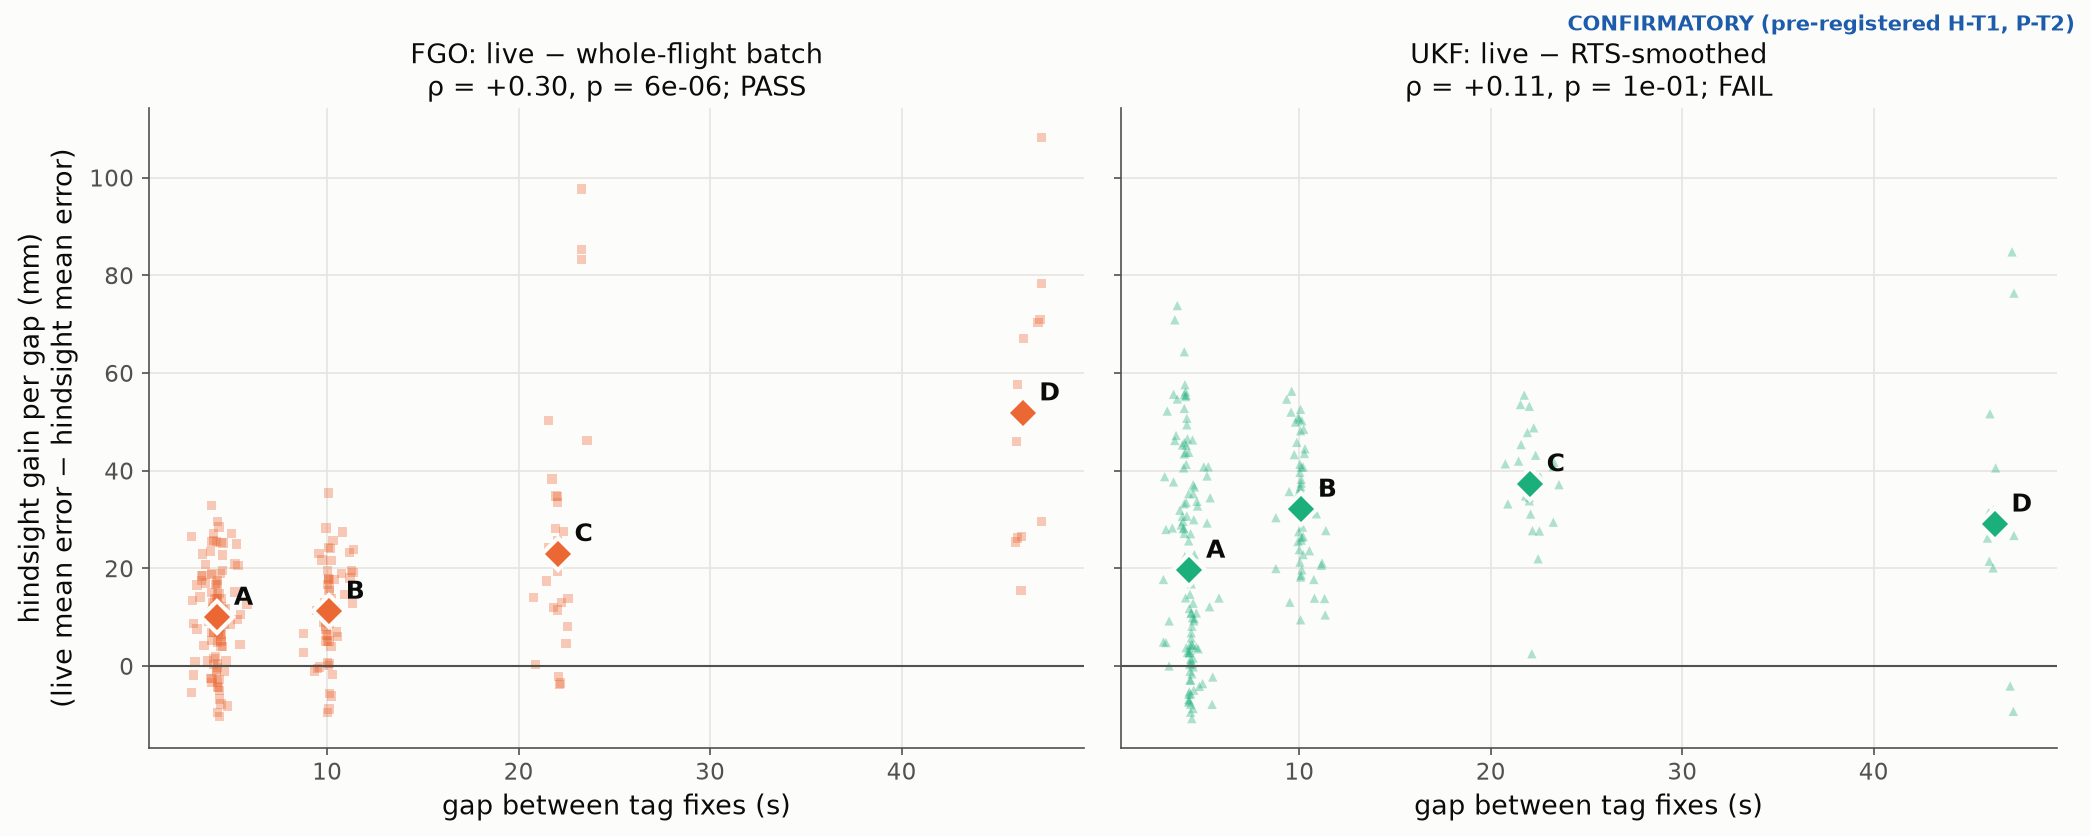 CONFIRMATORY (pre-registered H-T1, P-T2)
FGO: live − whole-flight batch
ρ = +0.30, p = 6e-06; PASS
UKF: live − RTS-smoothed
ρ = +0.11, p = 1e-01; FAIL
hindsight gain per gap (mm)
(live mean error − hindsight mean error)
100
80
60
40
20
0
A
B
C
D
A
B
C
D
10
20
30
40
10
20
30
40
gap between tag fixes (s)
gap between tag fixes (s)